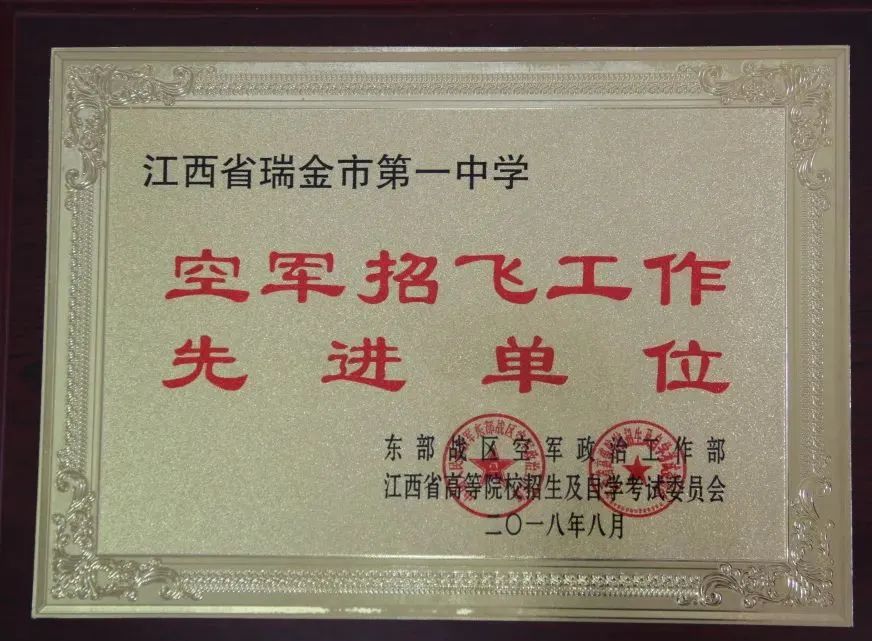 江西省瑞金市第一中学
空军招飞工作
先进单位
东部战区空军政治工作部
江西省高等院校招生及自学考试委员会
二〇一八年八月